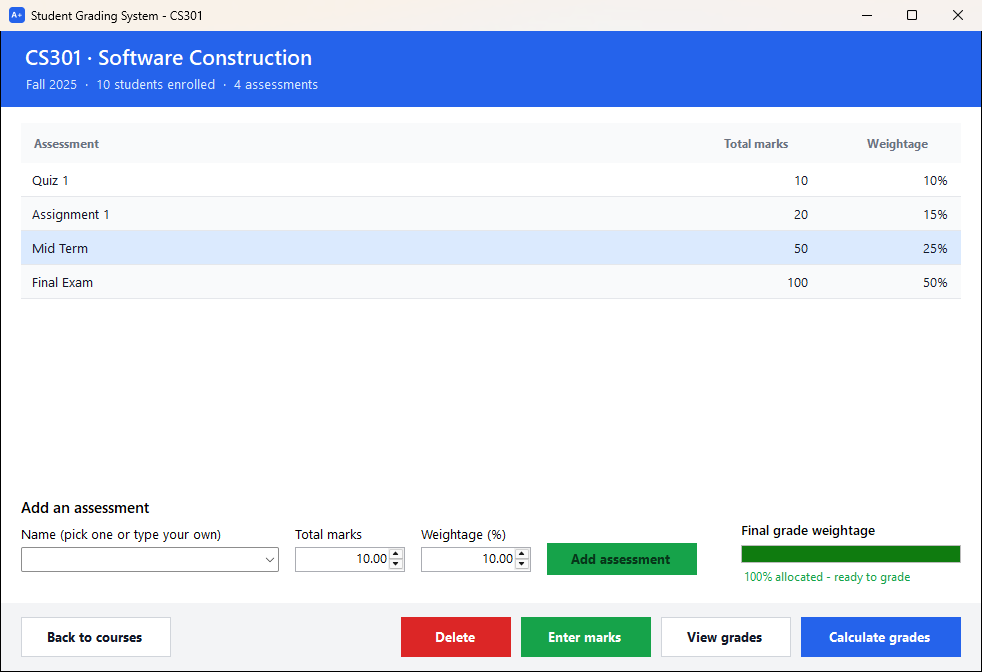 A+ Student Grading System - CS301
CS301 · Software Construction
Fall 2025 · 10 students enrolled · 4 assessments
Assessment Total marks Weightage
Quiz 1 10 10%
Assignment 1 20 15%
Mid Term 50 25%
Final Exam 100 50%
Add an assessment
Name (pick one or type your own) Total marks Weightage (%) Final grade weightage
10.00 10.00 Add assessment
100% allocated - ready to grade
Back to courses Delete Enter marks View grades Calculate grades